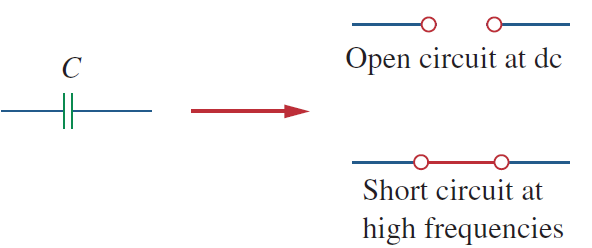 C
Open circuit at dc
Short circuit at
high frequencies